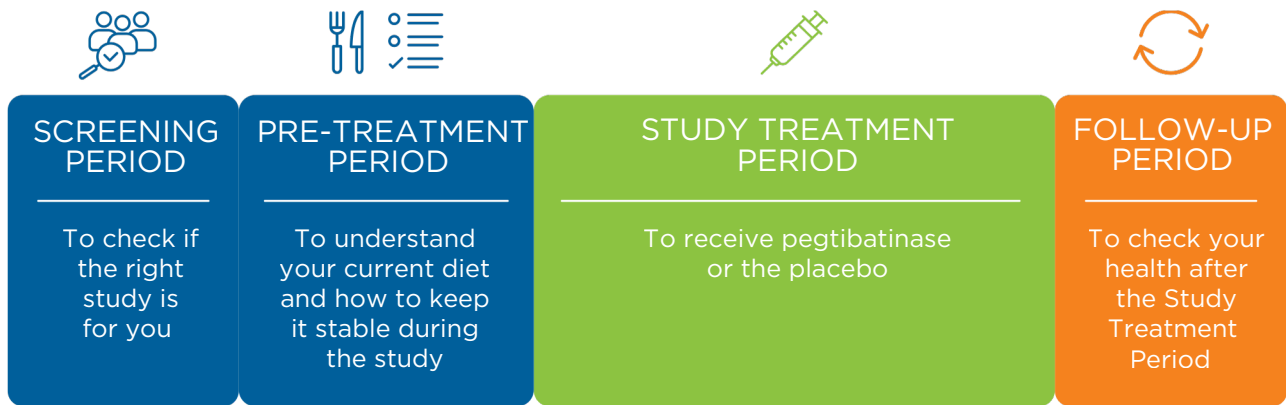 SCREENING
PERIOD
To check if
the right
study is
for you
PRE-TREATMENT
PERIOD
To understand
your current diet
and how to keep
it stable during
the study
STUDY TREATMENT
PERIOD
To receive pegtibatinase
or the placebo
FOLLOW-UP
PERIOD
To check your
health after
the Study
Treatment
Period